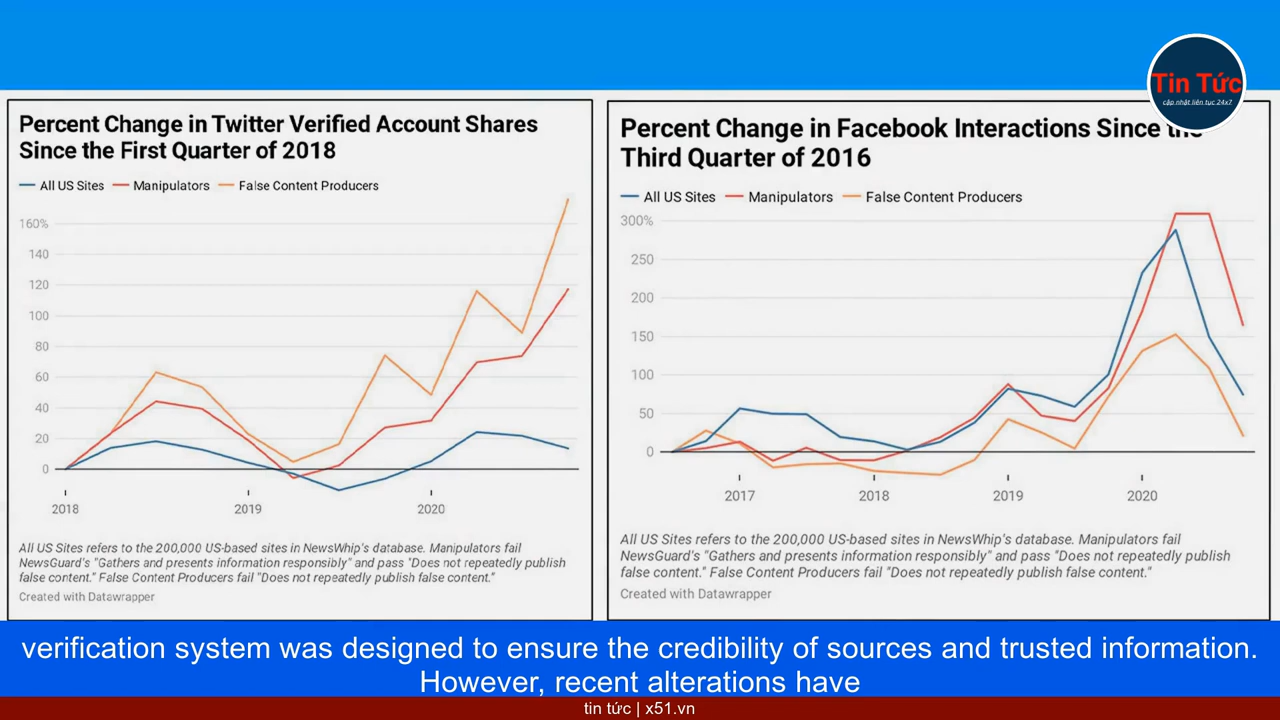 Tin Tức
cập nhật liên tục 24x7
Percent Change in Twitter Verified Account Shares
Since the First Quarter of 2018
All US Sites Manipulators False Content Producers
160%
140
120
100
80
60
40
20
0
2018 2019 2020
All US Sites refers to the 200,000 US-based sites in NewsWhip's database. Manipulators fail
NewsGuard's "Gathers and presents information responsibly" and pass "Does not repeatedly publish
false content." False Content Producers fail "Does not repeatedly publish false content."
Created with Datawrapper
Percent Change in Facebook Interactions Since the
Third Quarter of 2016
All US Sites Manipulators False Content Producers
300%
250
200
150
100
50
0
2017 2018 2019 2020
All US Sites refers to the 200,000 US-based sites in NewsWhip's database. Manipulators fail
NewsGuard's "Gathers and presents information responsibly" and pass "Does not repeatedly publish
false content." False Content Producers fail "Does not repeatedly publish false content."
Created with Datawrapper
verification system was designed to ensure the credibility of sources and trusted information.
However, recent alterations have
tin tức | x51.vn